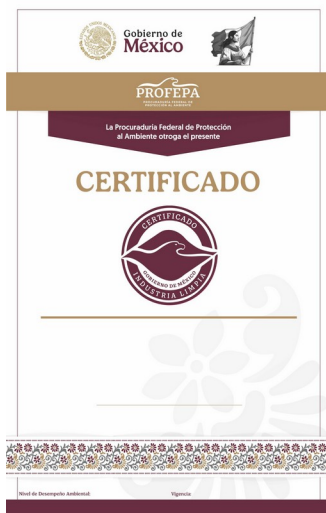 Gobierno de
México
PROFEPA
PROCURADURÍA FEDERAL DE
PROTECCIÓN AL AMBIENTE
La Procuraduría Federal de Protección
al Ambiente otroga el presente
CERTIFICADO
CERTIFICADO
GOBIERNO DE MÉXICO
INDUSTRIA LIMPIA
Nivel de Desempeño Ambiental
Vigencia